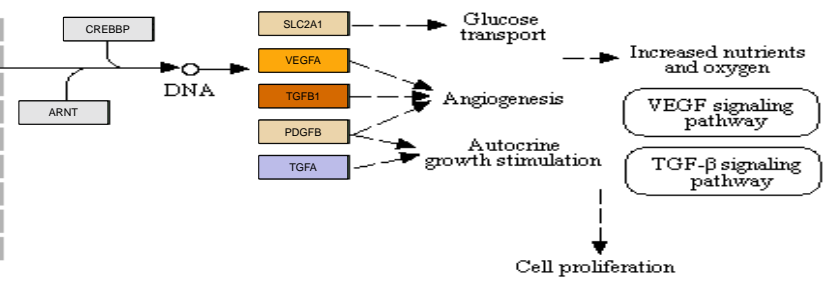 CREBBP
ARNT
DNA
SLC2A1
VEGFA
TGFB1
PDGFB
TGFA
Glucose
transport
Angiogenesis
Autocrine
growth stimulation
Increased nutrients
and oxygen
VEGF signaling
pathway
TGF-β signaling
pathway
Cell proliferation